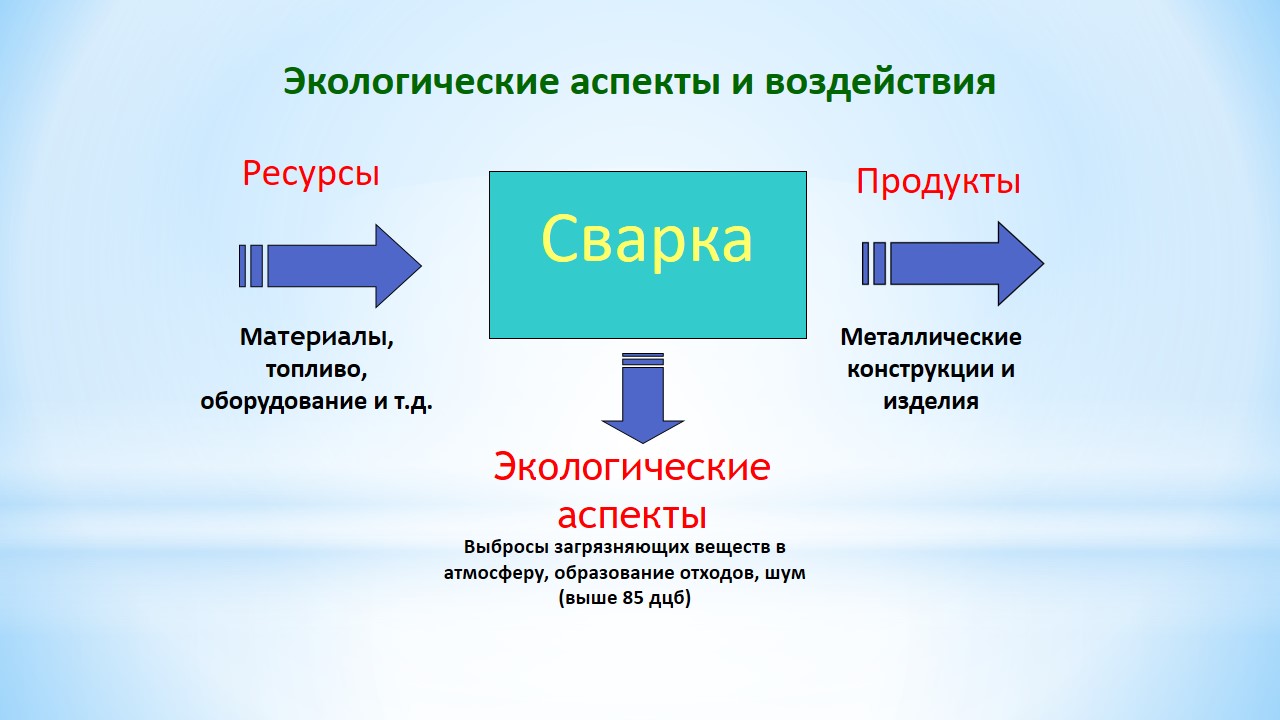 Экологические аспекты и воздействия
Ресурсы
Материалы,
топливо,
оборудование и т.д.
Сварка
Продукты
Металлические
конструкции и
изделия
Экологические
аспекты
Выбросы загрязняющих веществ в
атмосферу, образование отходов, шум
(выше 85 дцб)